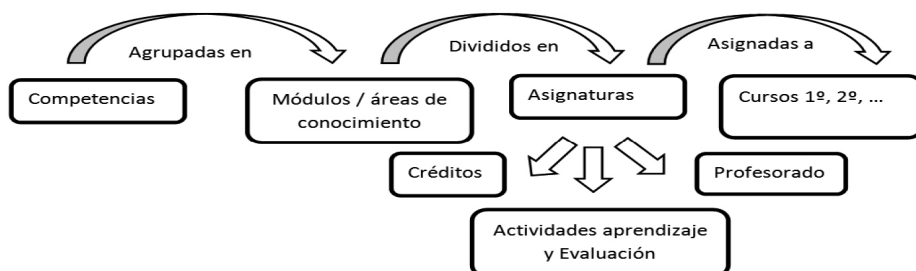 Agrupadas en
Divididos en
Asignadas a
Competencias
Módulos / áreas de
conocimiento
Asignaturas
Cursos 1º, 2º, ...
Créditos
Profesorado
Actividades aprendizaje
y Evaluación